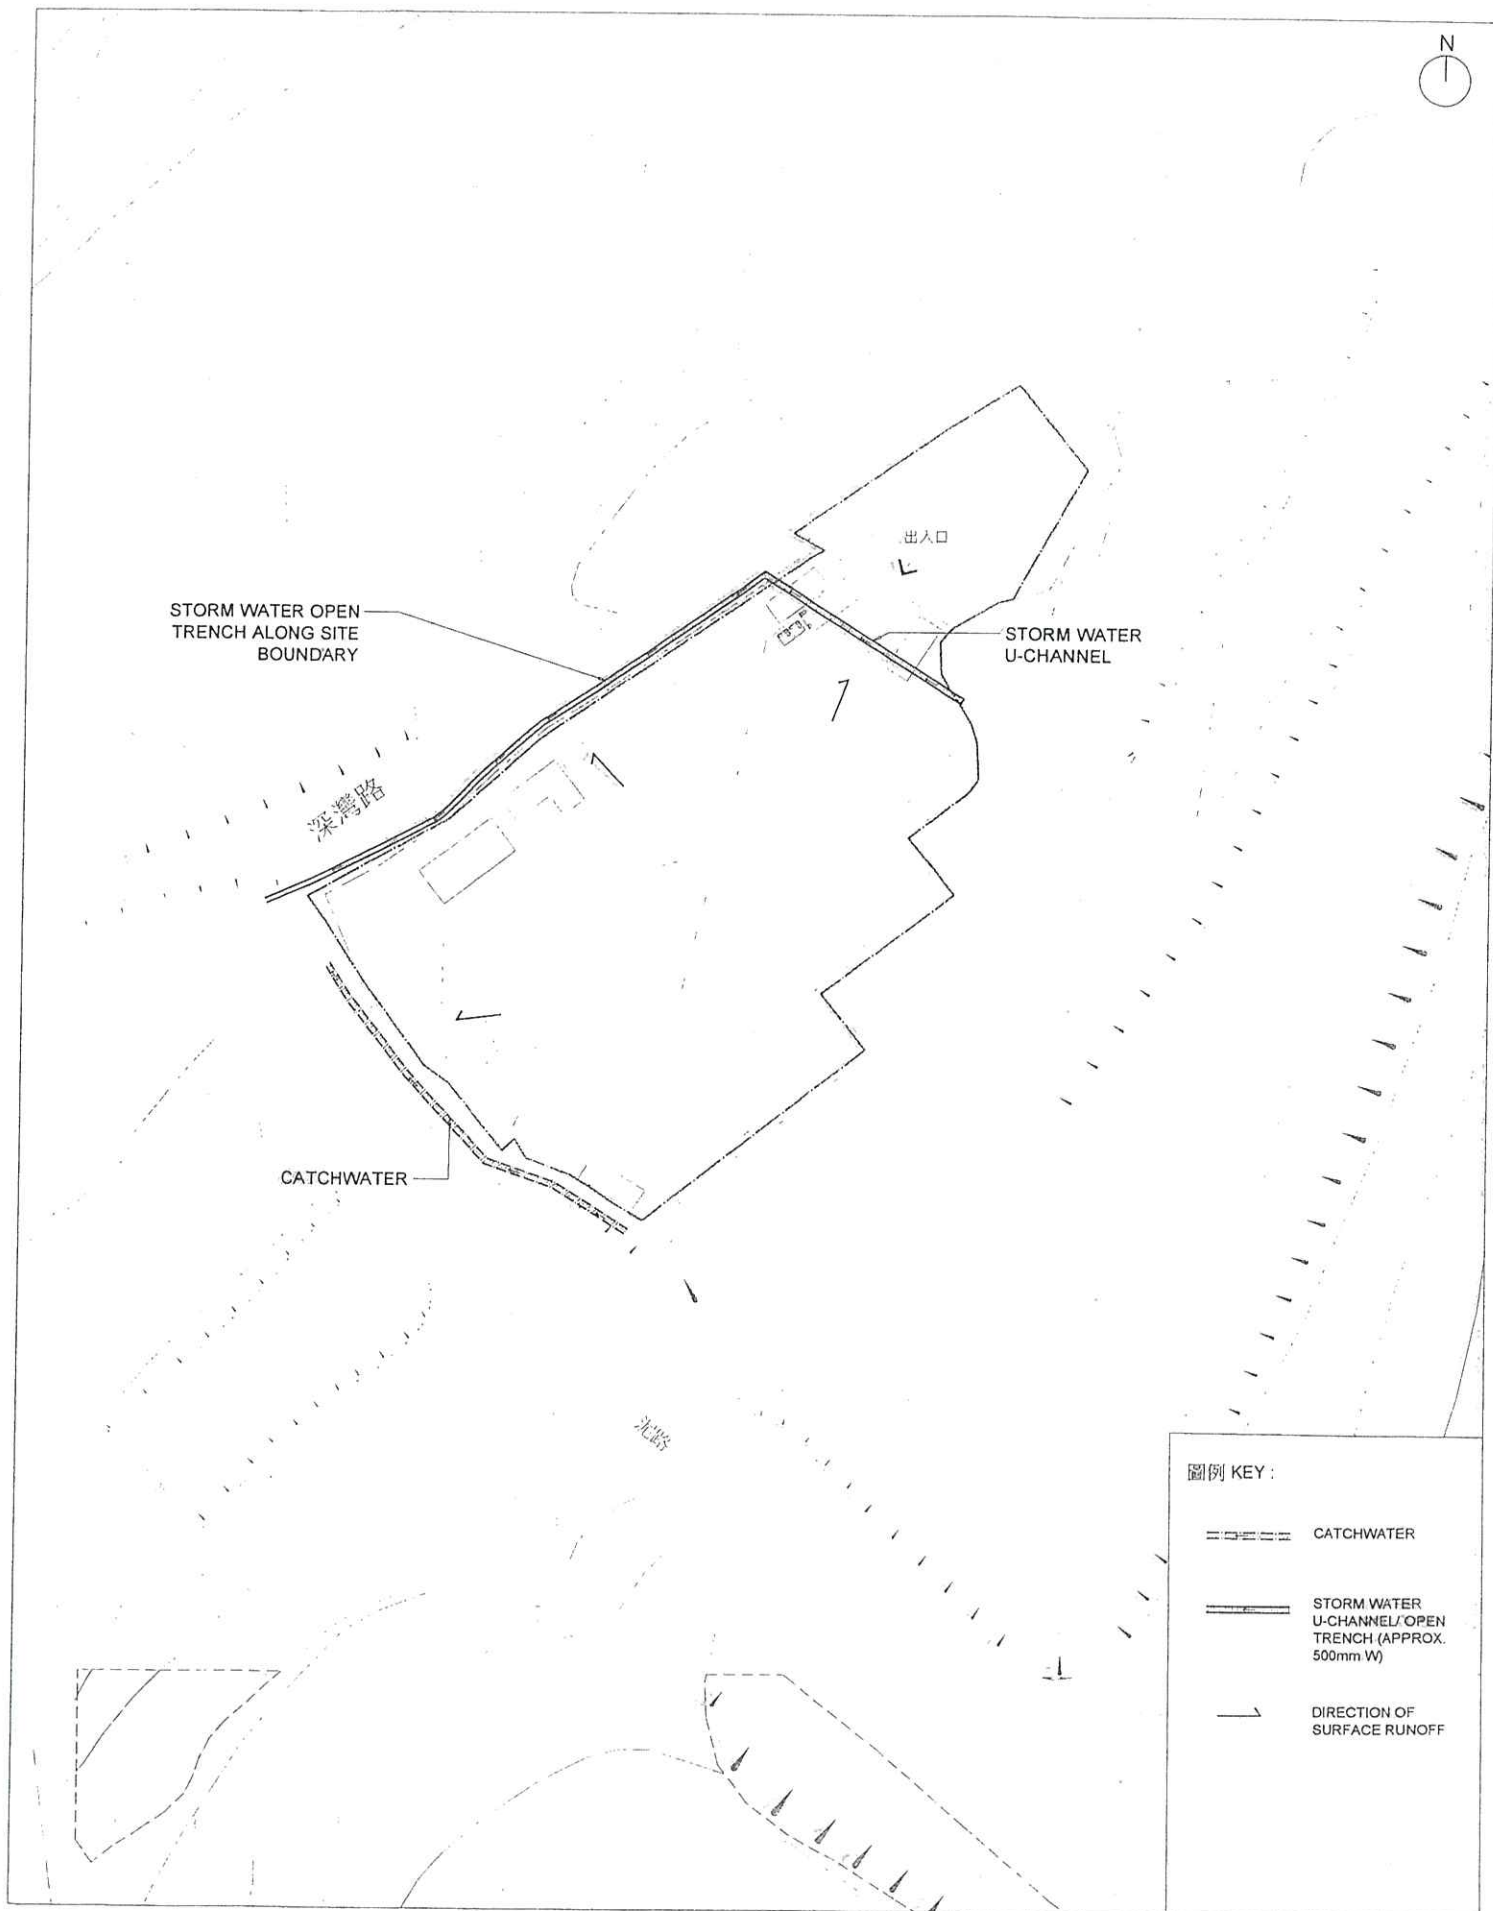 N
出入口
STORM WATER OPEN
TRENCH ALONG SITE
BOUNDARY
STORM WATER
U-CHANNEL
深灣路
CATCHWATER
圖例 KEY :
CATCHWATER
STORM WATER
U-CHANNEL/ OPEN
TRENCH (APPROX.
500mm W)
DIRECTION OF
SURFACE RUNOFF